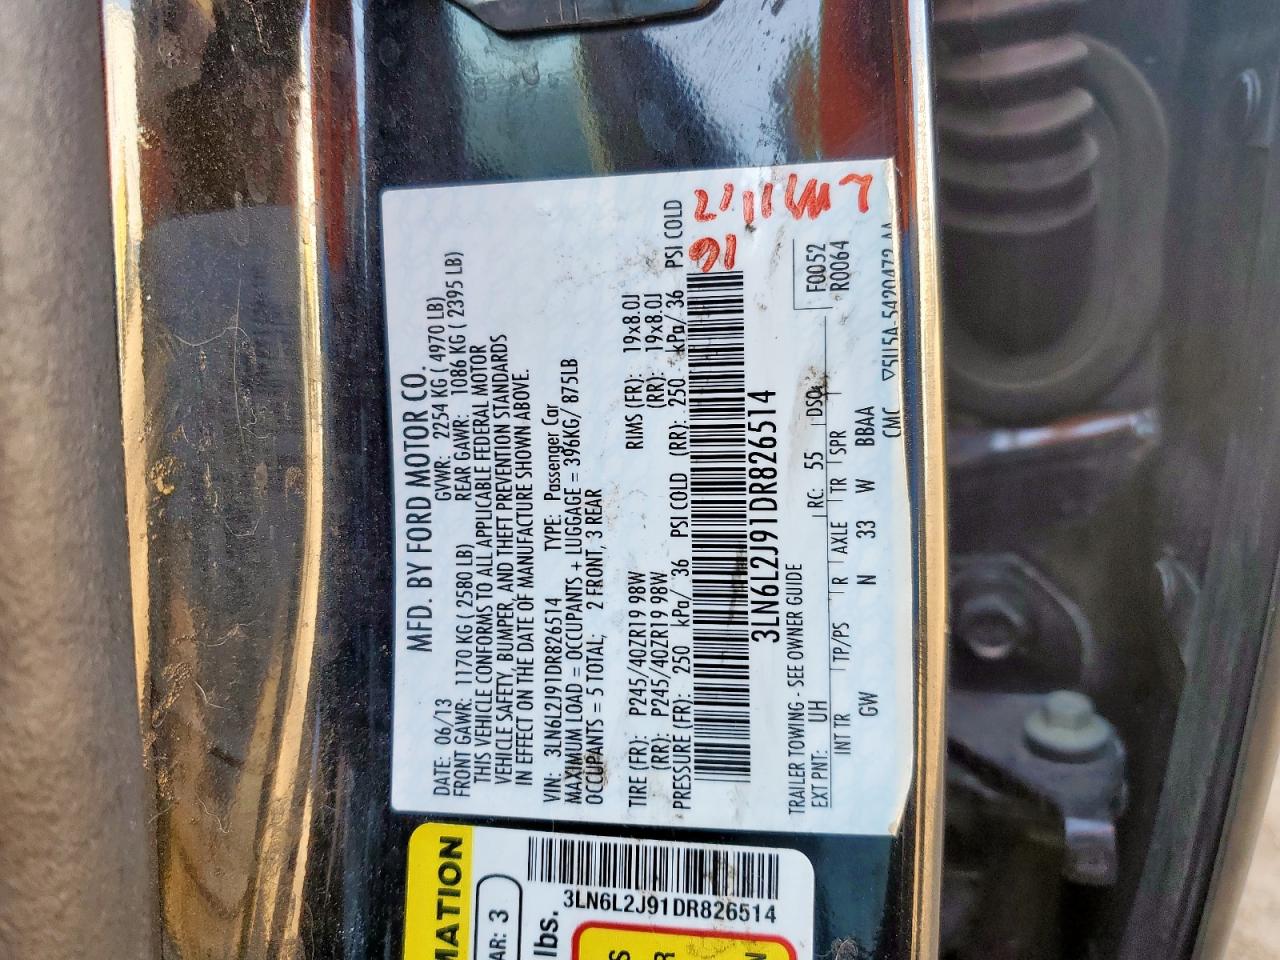 MFD. BY FORD MOTOR CO.
DATE: 06/13 GVWR: 2254 KG ( 4970 LB)
FRONT GAWR: 1170 KG ( 2580 LB) REAR GAWR: 1086 KG ( 2395 LB)
THIS VEHICLE CONFORMS TO ALL APPLICABLE FEDERAL MOTOR
VEHICLE SAFETY, BUMPER, AND THEFT PREVENTION STANDARDS
IN EFFECT ON THE DATE OF MANUFACTURE SHOWN ABOVE.
VIN: 3LN6L2J91DR826514 TYPE: Passenger Car
MAXIMUM LOAD = OCCUPANTS + LUGGAGE = 396KG/ 875LB
OCCUPANTS = 5 TOTAL; 2 FRONT, 3 REAR
TIRE (FR): P245/40ZR19 98W RIMS (FR): 19x8.0J
(RR): P245/40ZR19 98W (RR): 19x8.0J
PRESSURE (FR): 250 kPa/ 36 PSI COLD (RR): 250 kPa/ 36 PSI COLD
3LN6L2J91DR826514
TRAILER TOWING - SEE OWNER GUIDE
EXT PNT: UH RC: 55 DSO: F0052
INT TR TP/PS R AXLE TR SPR R0064
GW N 33 W BBAA
CMC
MATION
AR: 3
lbs.
3LN6L2J91DR826514